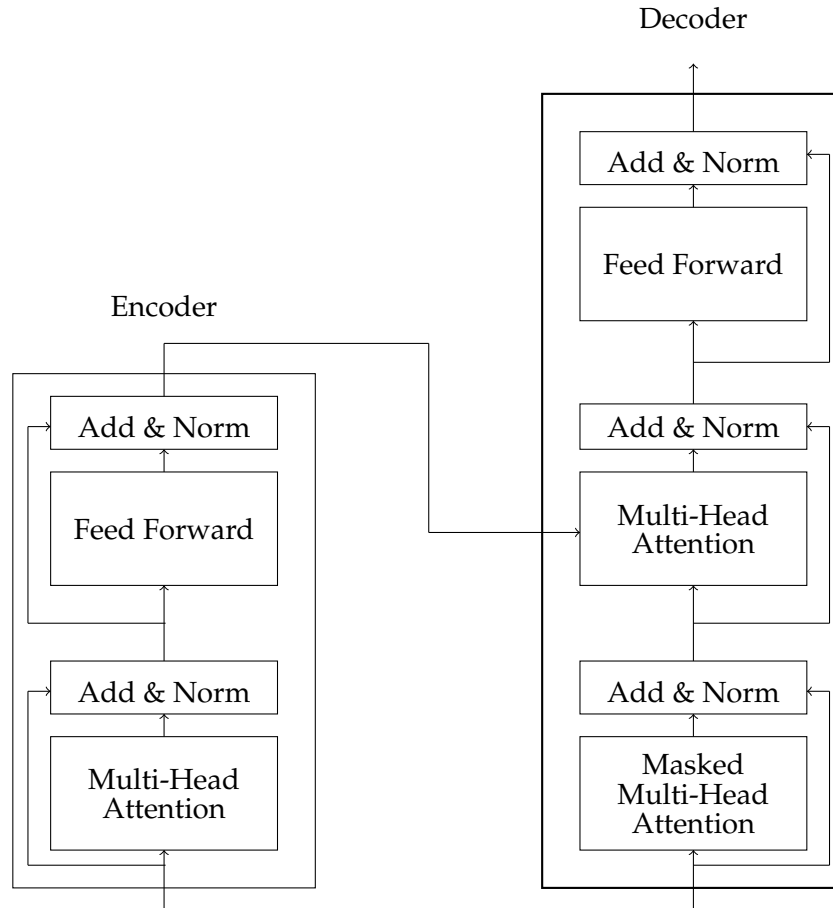 Decoder
Add & Norm
Feed Forward
Add & Norm
Multi-Head
Attention
Add & Norm
Masked
Multi-Head
Attention
Encoder
Add & Norm
Feed Forward
Add & Norm
Multi-Head
Attention